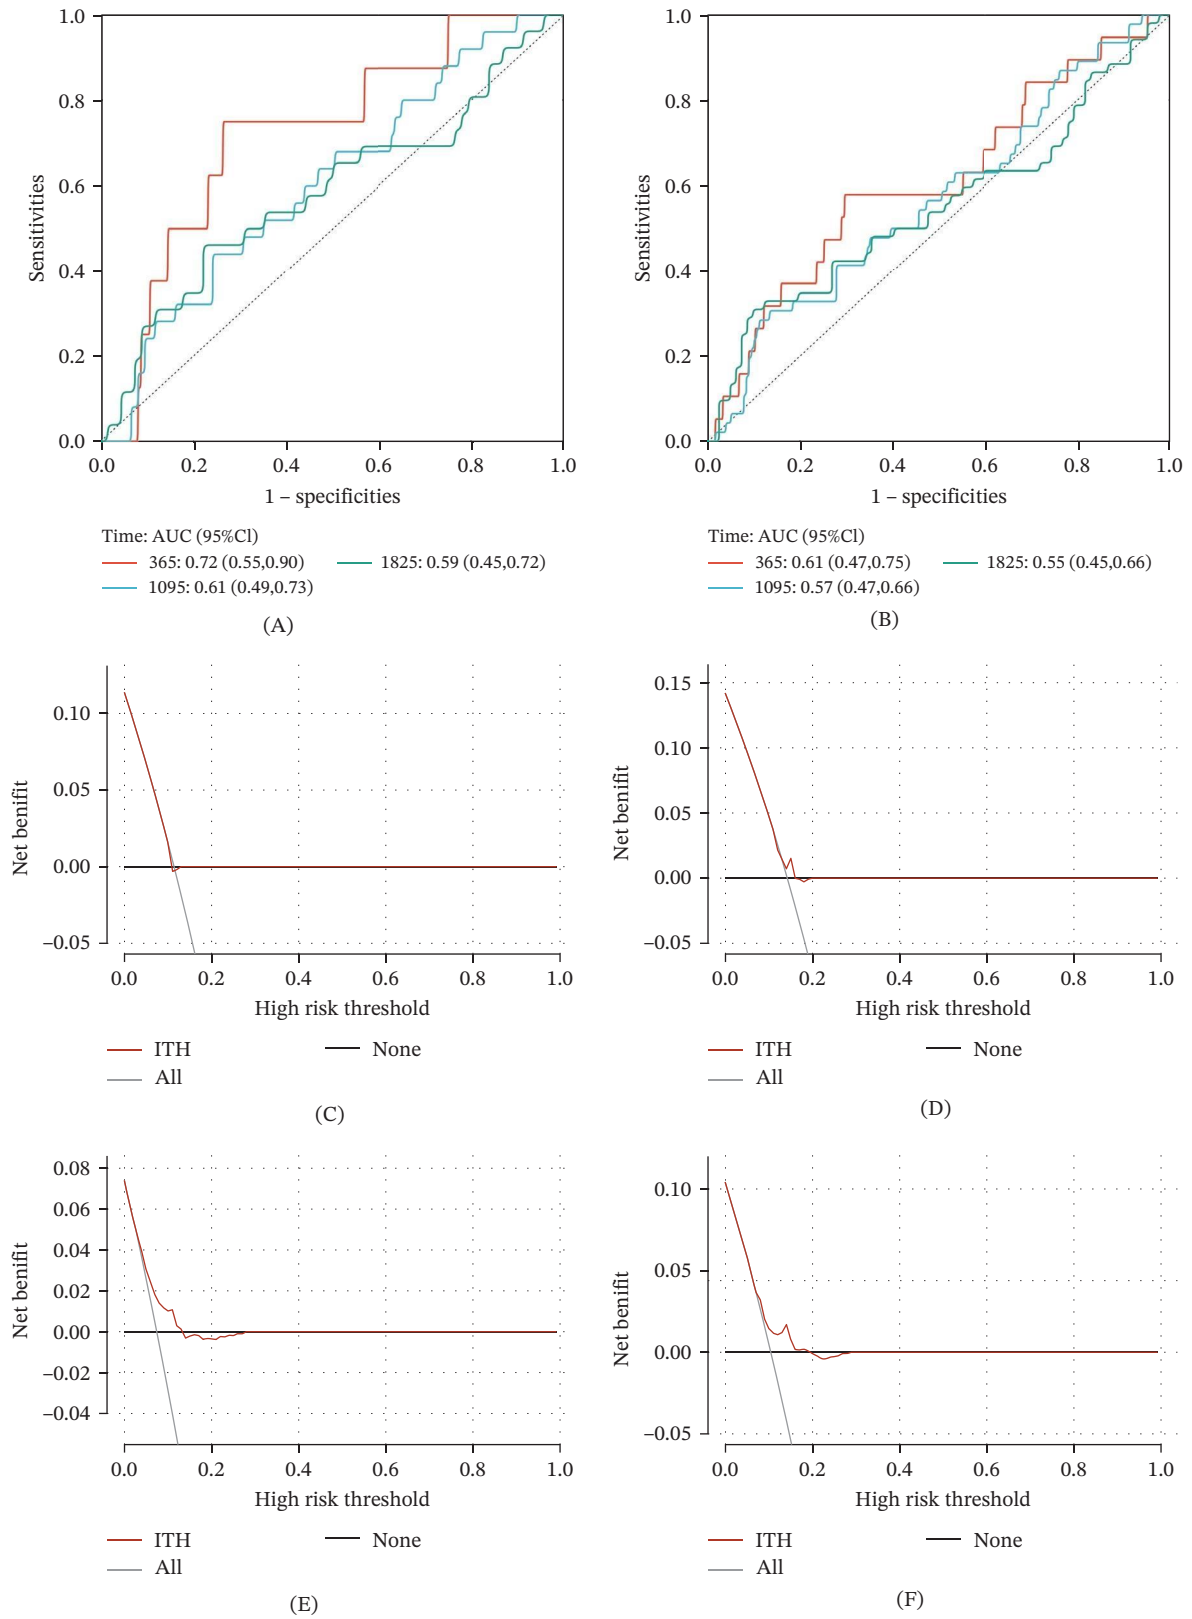 1.0
0.8
0.6
0.4
0.2
0.0
Sensitivities
0.0 0.2 0.4 0.6 0.8 1.0
1 – specificities
Time: AUC (95%Cl)
365: 0.72 (0.55,0.90) 1825: 0.59 (0.45,0.72)
1095: 0.61 (0.49,0.73)
(A)
1.0
0.8
0.6
0.4
0.2
0.0
Sensitivities
0.0 0.2 0.4 0.6 0.8 1.0
1 – specificities
Time: AUC (95%Cl)
365: 0.61 (0.47,0.75) 1825: 0.55 (0.45,0.66)
1095: 0.57 (0.47,0.66)
(B)
0.10
0.05
0.00
–0.05
Net benifit
0.0 0.2 0.4 0.6 0.8 1.0
High risk threshold
ITH None
All
(C)
0.15
0.10
0.05
0.00
–0.05
Net benifit
0.0 0.2 0.4 0.6 0.8 1.0
High risk threshold
ITH None
All
(D)
0.08
0.06
0.04
0.02
0.00
–0.02
–0.04
Net benifit
0.0 0.2 0.4 0.6 0.8 1.0
High risk threshold
ITH None
All
(E)
0.10
0.05
0.00
–0.05
Net benifit
0.0 0.2 0.4 0.6 0.8 1.0
High risk threshold
ITH None
All
(F)